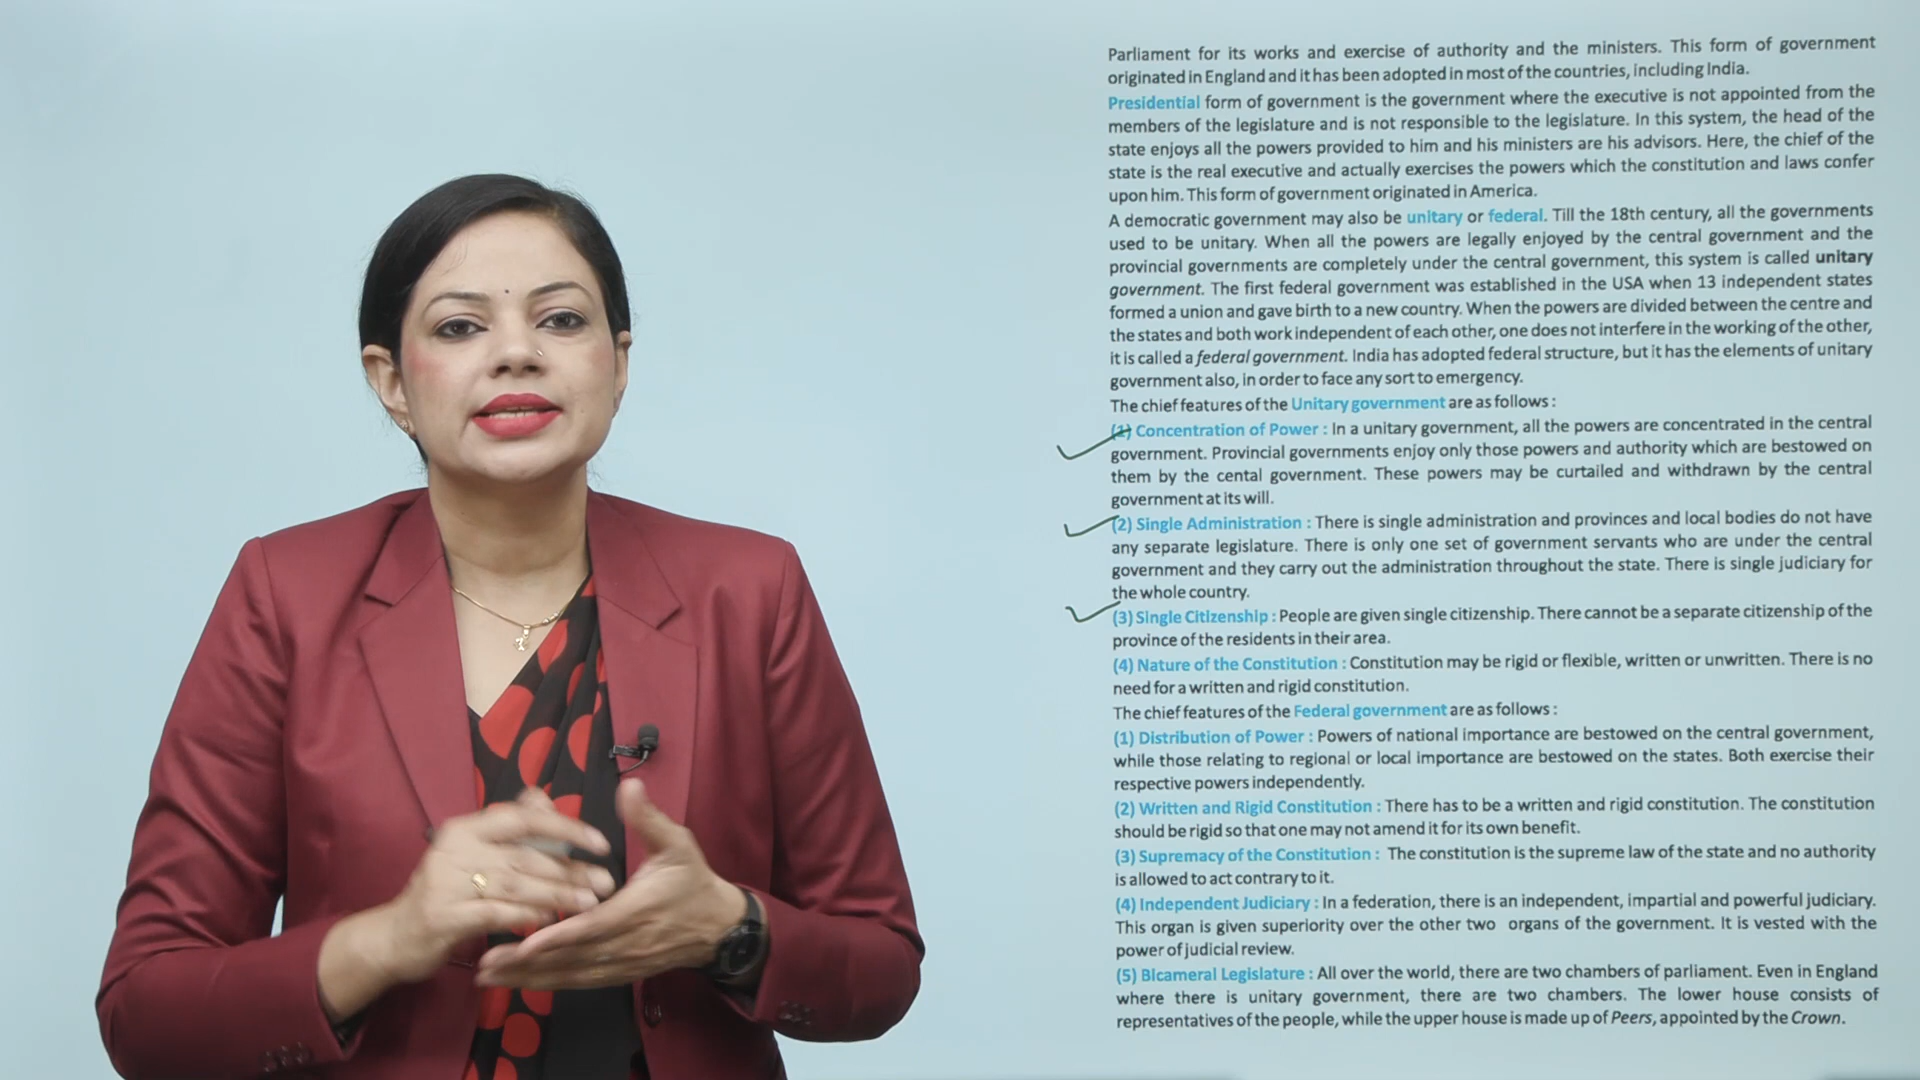 Parliament for its works and exercise of authority and the ministers. This form of government
originated in England and it has been adopted in most of the countries, including India.
Presidential form of government is the government where the executive is not appointed from the
members of the legislature and is not responsible to the legislature. In this system, the head of the
state enjoys all the powers provided to him and his ministers are his advisors. Here, the chief of the
state is the real executive and actually exercises the powers which the constitution and laws confer
upon him. This form of government originated in America.
A democratic government may also be unitary or federal. Till the 18th century, all the governments
used to be unitary. When all the powers are legally enjoyed by the central government and the
provincial governments are completely under the central government, this system is called unitary
government. The first federal government was established in the USA when 13 independent states
formed a union and gave birth to a new country. When the powers are divided between the centre and
the states and both work independent of each other, one does not interfere in the working of the other,
it is called a federal government. India has adopted federal structure, but it has the elements of unitary
government also, in order to face any sort to emergency.
The chief features of the Unitary government are as follows :
(1) Concentration of Power : In a unitary government, all the powers are concentrated in the central
government. Provincial governments enjoy only those powers and authority which are bestowed on
them by the cental government. These powers may be curtailed and withdrawn by the central
government at its will.
(2) Single Administration : There is single administration and provinces and local bodies do not have
any separate legislature. There is only one set of government servants who are under the central
government and they carry out the administration throughout the state. There is single judiciary for
the whole country.
(3) Single Citizenship : People are given single citizenship. There cannot be a separate citizenship of the
province of the residents in their area.
(4) Nature of the Constitution : Constitution may be rigid or flexible, written or unwritten. There is no
need for a written and rigid constitution.
The chief features of the Federal government are as follows :
(1) Distribution of Power : Powers of national importance are bestowed on the central government,
while those relating to regional or local importance are bestowed on the states. Both exercise their
respective powers independently.
(2) Written and Rigid Constitution : There has to be a written and rigid constitution. The constitution
should be rigid so that one may not amend it for its own benefit.
(3) Supremacy of the Constitution : The constitution is the supreme law of the state and no authority
is allowed to act contrary to it.
(4) Independent Judiciary : In a federation, there is an independent, impartial and powerful judiciary.
This organ is given superiority over the other two organs of the government. It is vested with the
power of judicial review.
(5) Bicameral Legislature : All over the world, there are two chambers of parliament. Even in England
where there is unitary government, there are two chambers. The lower house consists of
representatives of the people, while the upper house is made up of Peers, appointed by the Crown.